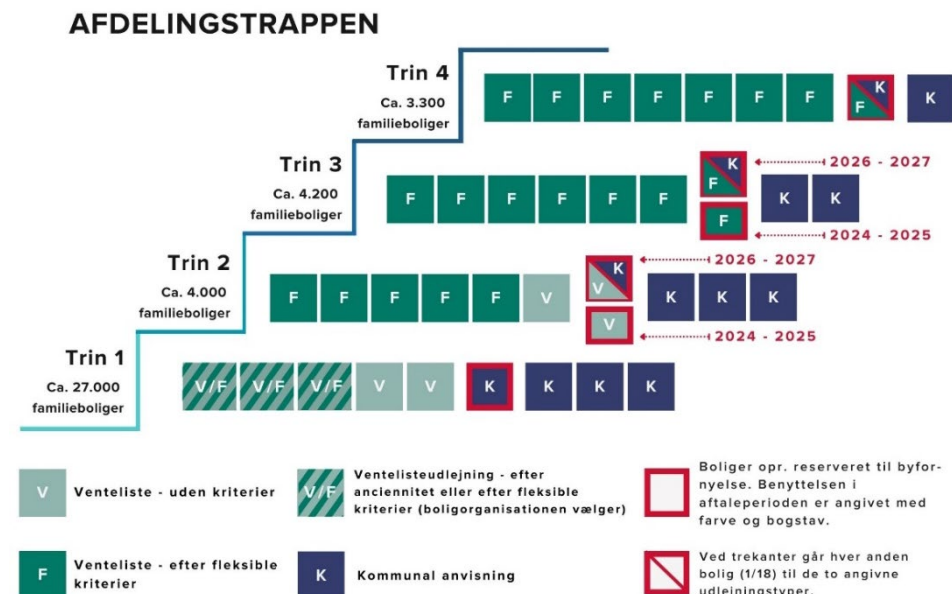 AFDELINGSTRAPPEN
Trin 4
Ca. 3.300
familieboliger
F F F F F F F F K K
Trin 3
Ca. 4.200
familieboliger
F F F F F F F K K K
F
2026 - 2027
2024 - 2025
Trin 2
Ca. 4.000
familieboliger
F F F F F V V K K K K
V
2026 - 2027
2024 - 2025
Trin 1
Ca. 27.000
familieboliger
V/F V/F V/F V V K K K K
V Venteliste - uden kriterier
V/F Ventelisteudlejning - efter
anciennitet eller efter fleksible
kriterier (boligorganisationen vælger)
Boliger opr. reserveret til byfor-
nyelse. Benyttelsen i
aftaleperioden er angivet med
farve og bogstav.
F Venteliste - efter fleksible
kriterier
K Kommunal anvisning
Ved trekanter går hver anden
bolig (1/18) til de to angivne
udlejningstyper.